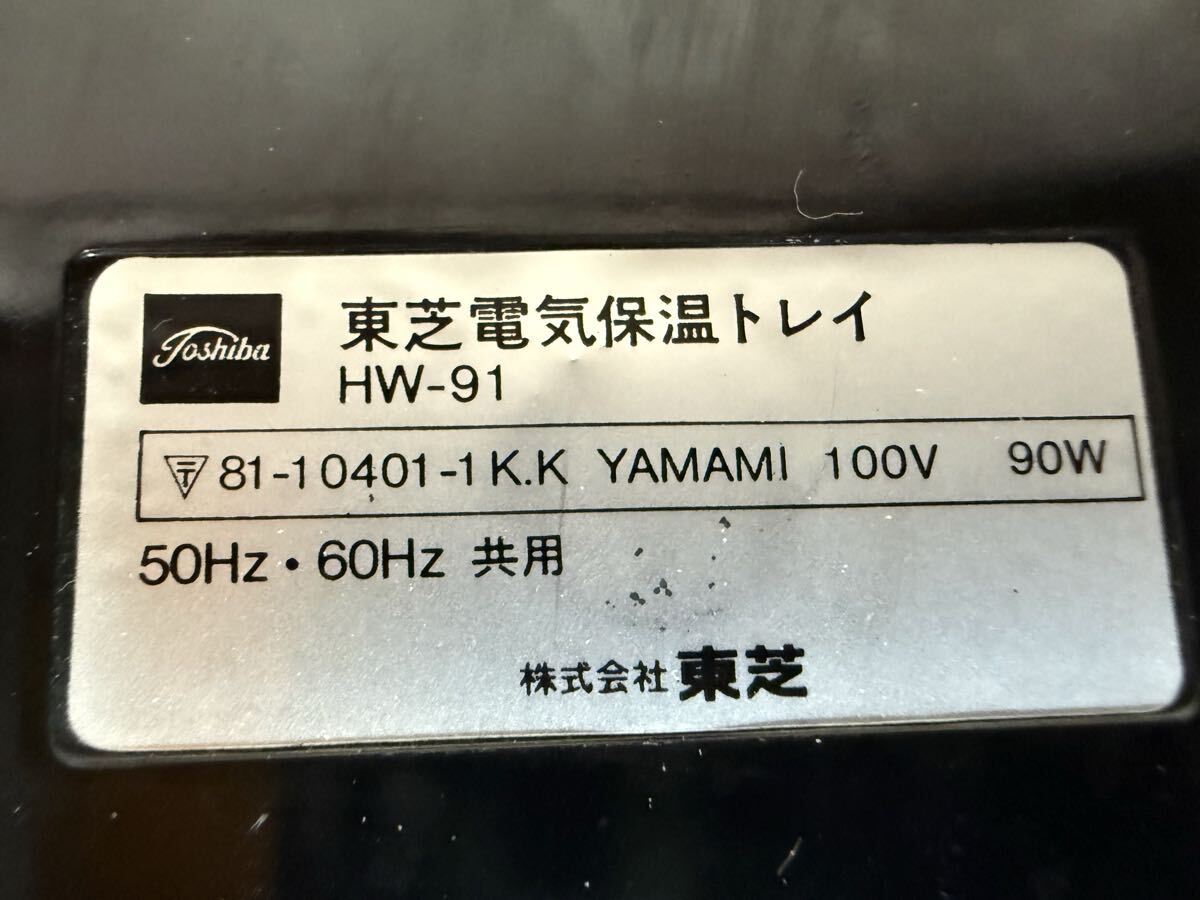 Toshiba
東芝電気保温トレイ
HW-91
〒 81-10401-1 K.K YAMAMI 100V 90W
50Hz・60Hz 共用
株式会社 東芝